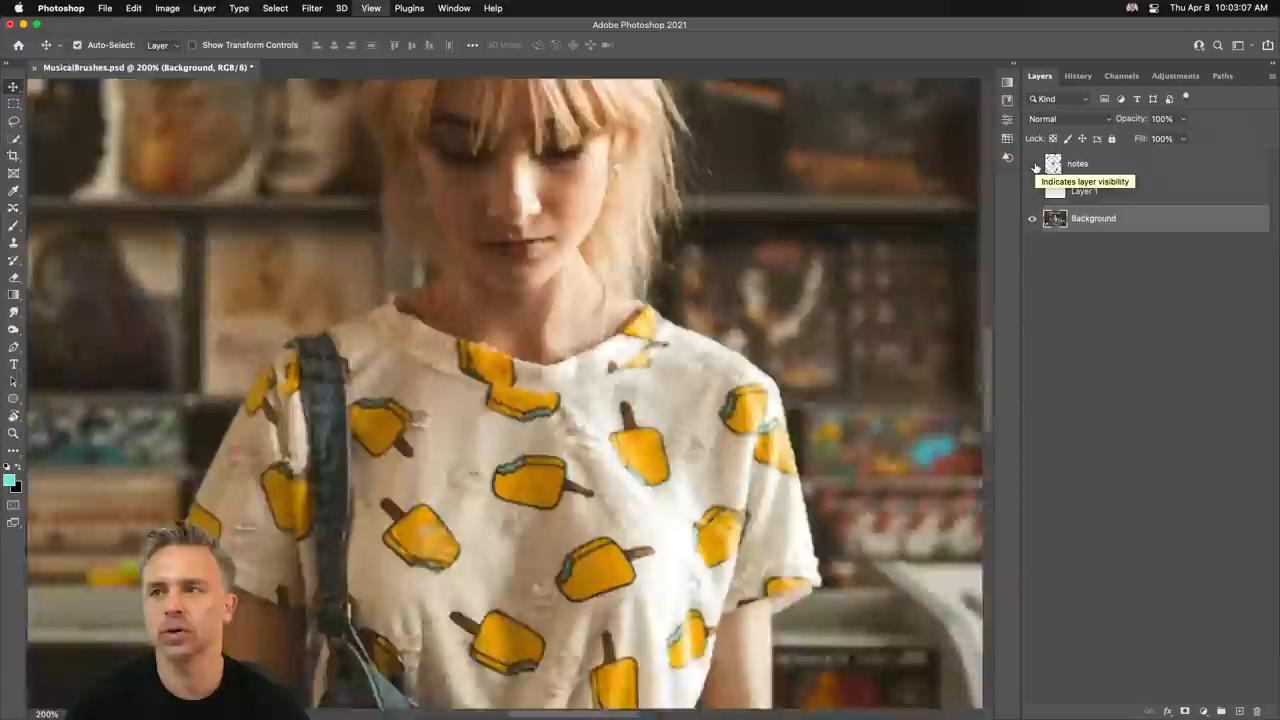 Photoshop File Edit Image Layer Type Select Filter 3D View Plugins Window Help Thu Apr 8 10:03:07 AM
Adobe Photoshop 2021
Auto-Select: Layer Show Transform Controls 3D Mode:
MusicalBrushes.psd @ 200% (Background, RGB/8) *
Layers History Channels Adjustments Paths
Kind
Normal Opacity: 100%
Lock: Fill: 100%
notes
Indicates layer visibility
Layer 1
Background
200%